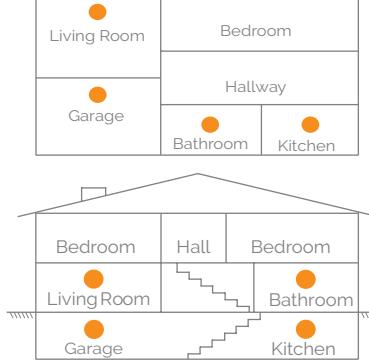 Living Room
Bedroom
Hallway
Garage
Bathroom
Kitchen
Bedroom Hall Bedroom
Living Room Bathroom
Garage Kitchen